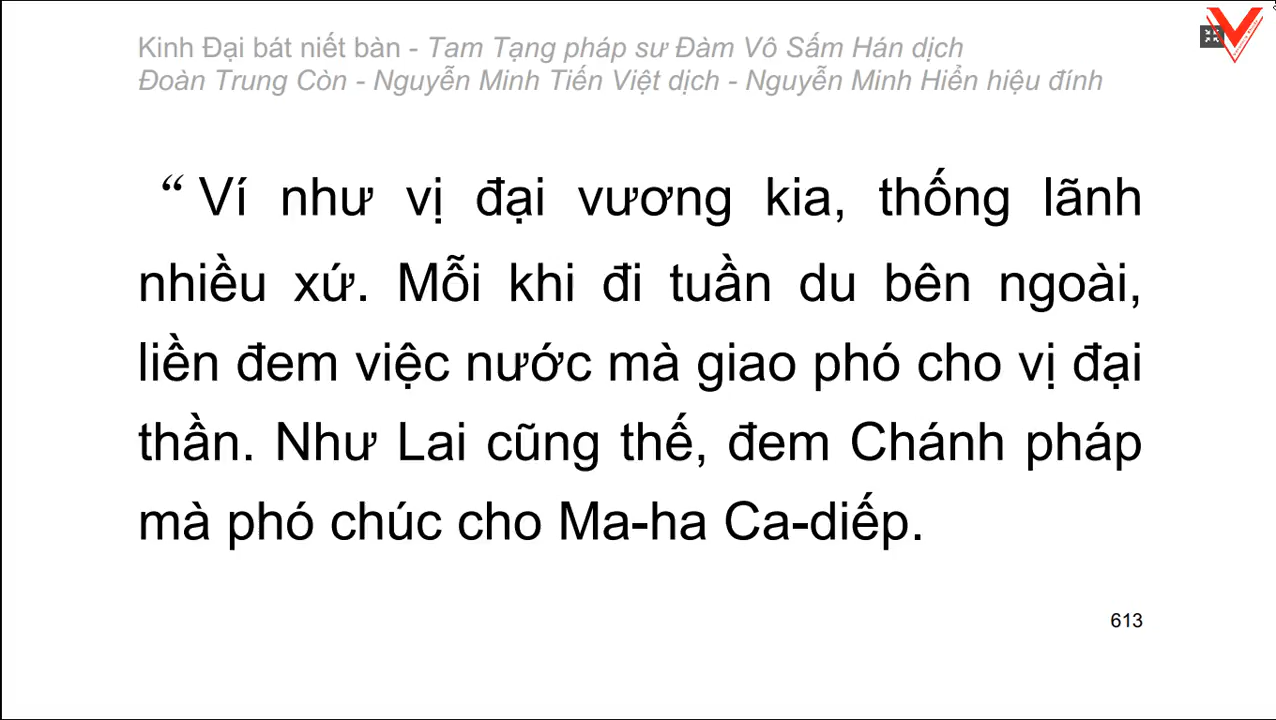 Kinh Đại bát niết bàn - Tam Tạng pháp sư Đàm Vô Sấm Hán dịch
Đoàn Trung Còn - Nguyễn Minh Tiến Việt dịch - Nguyễn Minh Hiển hiệu đính
“ Ví như vị đại vương kia, thống lãnh
nhiều xứ. Mỗi khi đi tuần du bên ngoài,
liền đem việc nước mà giao phó cho vị đại
thần. Như Lai cũng thế, đem Chánh pháp
mà phó chúc cho Ma-ha Ca-diếp.
613